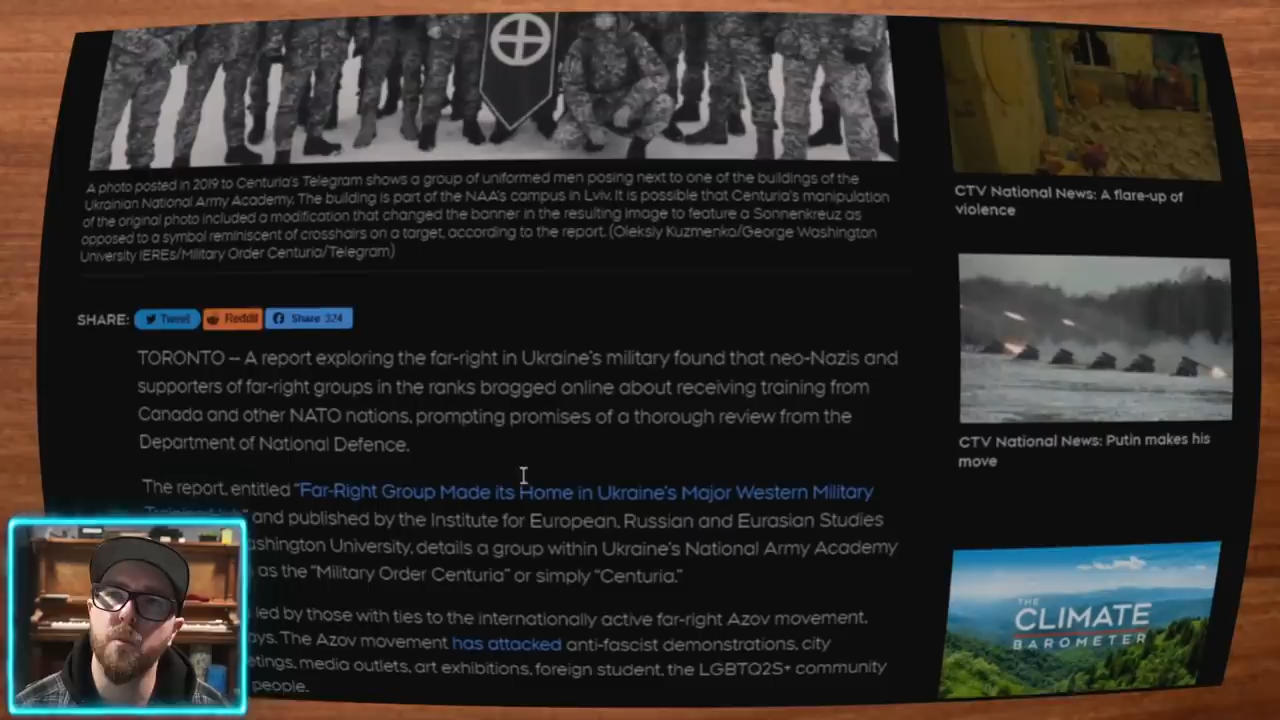 A photo posted in 2019 to Centuria's Telegram shows a group of uniformed men posing next to one of the buildings of the
Ukrainian National Army Academy. The building is part of the NAA's campus in Lviv. It is possible that Centuria's manipulation
of the original photo included a modification that changed the banner in the resulting image to feature a Sonnenkreuz as
opposed to a symbol reminiscent of crosshairs on a target, according to the report. (Oleksiy Kuzmenko/George Washington
University IERES/Military Order Centuria/Telegram)
SHARE: Tweet Reddit Share 324
TORONTO – A report exploring the far-right in Ukraine's military found that neo-Nazis and
supporters of far-right groups in the ranks bragged online about receiving training from
Canada and other NATO nations, prompting promises of a thorough review from the
Department of National Defence.
The report, entitled "Far-Right Group Made its Home in Ukraine's Major Western Military
and published by the Institute for European, Russian and Eurasian Studies
ashington University, details a group within Ukraine's National Army Academy
as the "Military Order Centuria" or simply "Centuria."
led by those with ties to the internationally active far-right Azov movement,
ays. The Azov movement has attacked anti-fascist demonstrations, city
etings, media outlets, art exhibitions, foreign student, the LGBTQ2S+ community
people.
CTV National News: A flare-up of
violence
CTV National News: Putin makes his
move
THE
CLIMATE
BAROMETER